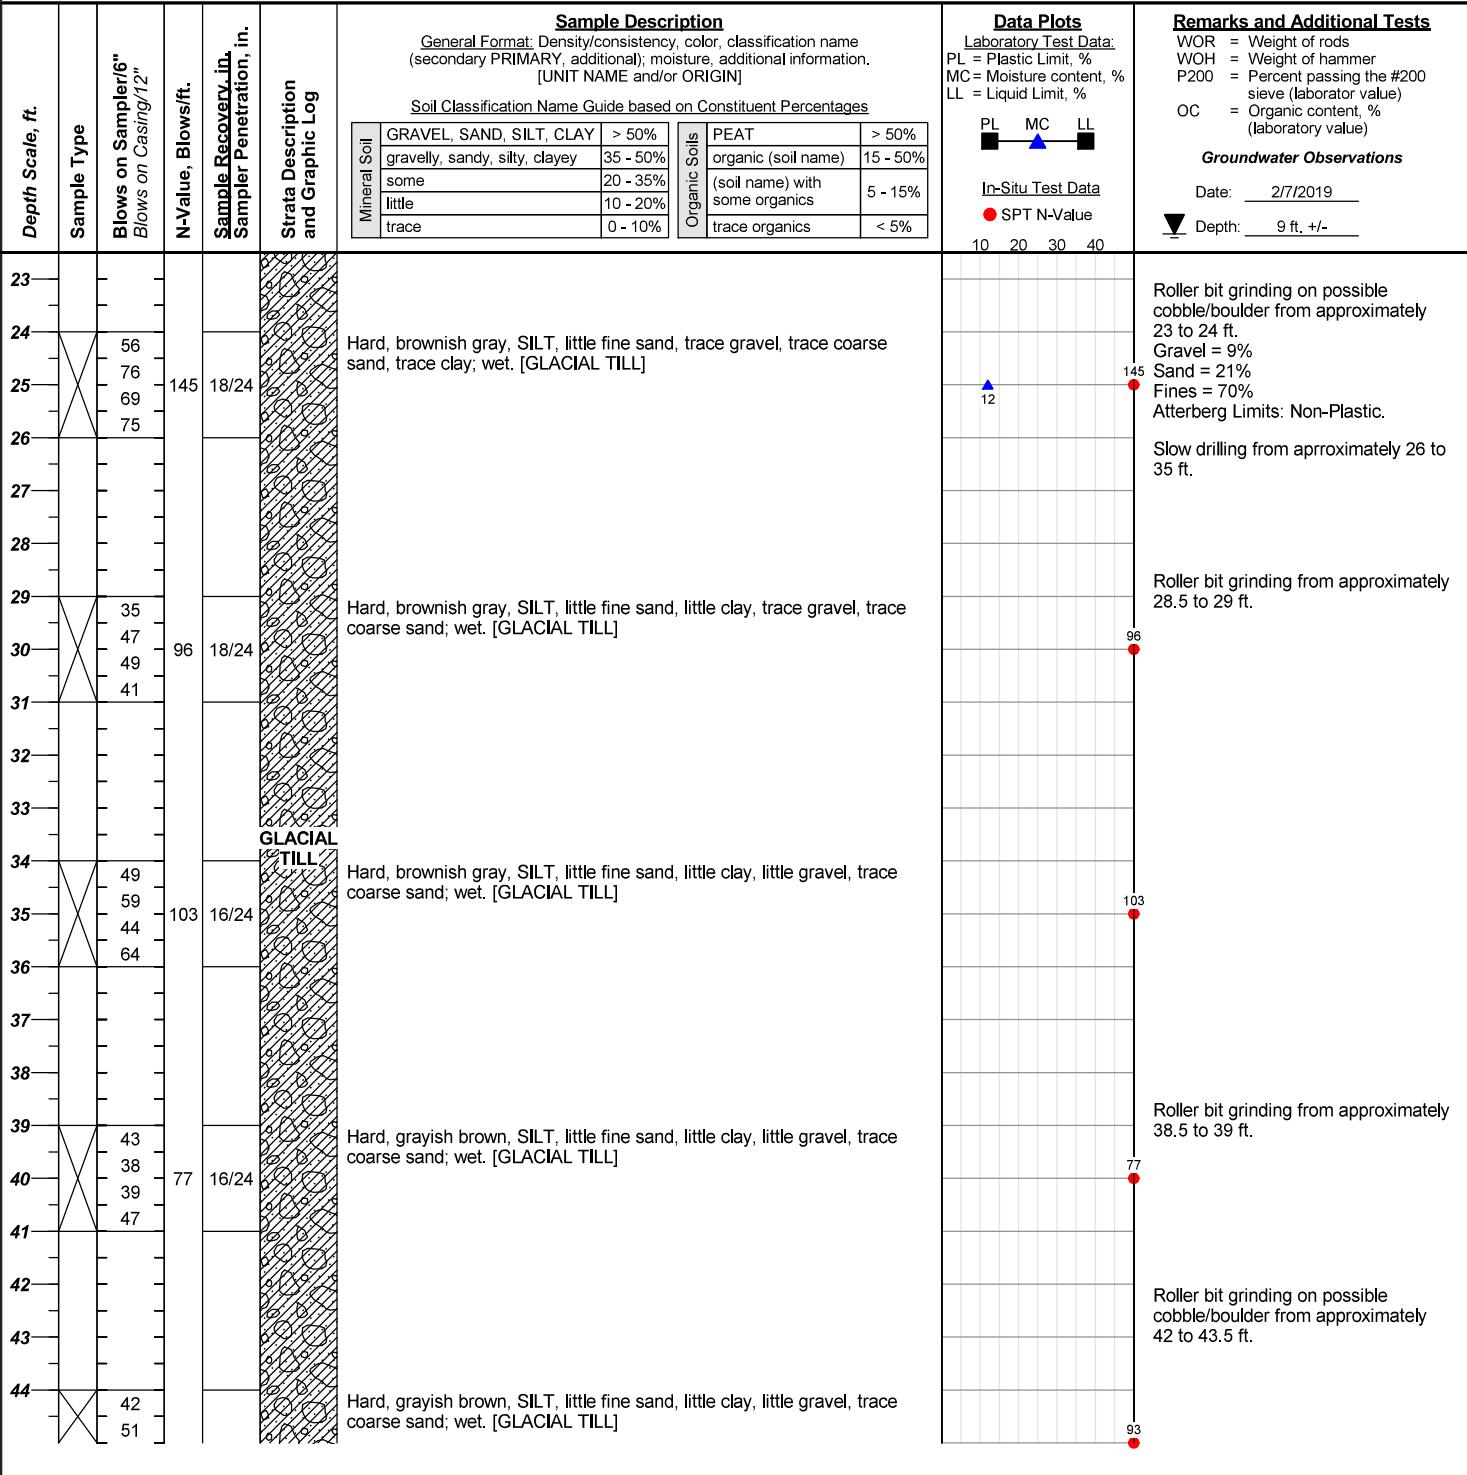 Depth Scale, ft.
Sample Type
Blows on Sampler/6"
Blows on Casing/12"
N-Value, Blows/ft.
Sample Recovery, in.
Sampler Penetration, in.
Strata Description
and Graphic Log
Sample Description
General Format: Density/consistency, color, classification name
(secondary PRIMARY, additional); moisture, additional information.
[UNIT NAME and/or ORIGIN]
Soil Classification Name Guide based on Constituent Percentages
Mineral Soil
GRAVEL, SAND, SILT, CLAY > 50%
gravelly, sandy, silty, clayey 35 - 50%
some 20 - 35%
little 10 - 20%
trace 0 - 10%
Organic Soils
PEAT > 50%
organic (soil name) 15 - 50%
(soil name) with
some organics 5 - 15%
trace organics < 5%
Data Plots
Laboratory Test Data:
PL = Plastic Limit, %
MC = Moisture content, %
LL = Liquid Limit, %
PL MC LL
In-Situ Test Data
SPT N-Value
10 20 30 40
Remarks and Additional Tests
WOR = Weight of rods
WOH = Weight of hammer
P200 = Percent passing the #200
sieve (laborator value)
OC = Organic content, %
(laboratory value)
Groundwater Observations
Date: 2/7/2019
Depth: 9 ft. +/-
23
Roller bit grinding on possible
cobble/boulder from approximately
23 to 24 ft.
Gravel = 9%
Sand = 21%
Fines = 70%
Atterberg Limits: Non-Plastic.
24
56
76
69
75
25
145 18/24
Hard, brownish gray, SILT, little fine sand, trace gravel, trace coarse
sand, trace clay; wet. [GLACIAL TILL]
12
145
26
Slow drilling from aprroximately 26 to
35 ft.
27
28
Roller bit grinding from approximately
28.5 to 29 ft.
29
35
47
49
41
30
96 18/24
Hard, brownish gray, SILT, little fine sand, little clay, trace gravel, trace
coarse sand; wet. [GLACIAL TILL]
96
31
32
33
GLACIAL
TILL
34
49
59
44
64
35
103 16/24
Hard, brownish gray, SILT, little fine sand, little clay, little gravel, trace
coarse sand; wet. [GLACIAL TILL]
103
36
37
38
Roller bit grinding from approximately
38.5 to 39 ft.
39
43
38
39
47
40
77 16/24
Hard, grayish brown, SILT, little fine sand, little clay, little gravel, trace
coarse sand; wet. [GLACIAL TILL]
77
41
42
Roller bit grinding on possible
cobble/boulder from approximately
42 to 43.5 ft.
43
44
42
51
Hard, grayish brown, SILT, little fine sand, little clay, little gravel, trace
coarse sand; wet. [GLACIAL TILL]
93